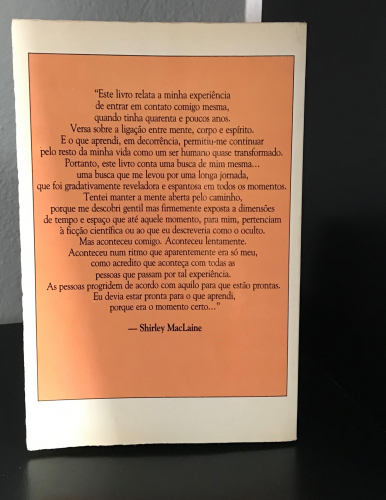 “Este livro relata a minha experiência
de entrar em contato comigo mesma,
quando tinha quarenta e poucos anos.
Versa sobre a ligação entre mente, corpo e espírito.
E o que aprendi, em decorrência, permitiu-me continuar
pelo resto da minha vida como um ser humano quase transformado.
Portanto, este livro conta uma busca de mim mesma...
uma busca que me levou por uma longa jornada,
que foi gradativamente reveladora e espantosa em todos os momentos.
Tentei manter a mente aberta pelo caminho,
porque me descobri gentil mas firmemente exposta a dimensões
de tempo e espaço que até aquele momento, para mim, pertenciam
à ficção científica ou ao que eu descreveria como o oculto.
Mas aconteceu comigo. Aconteceu lentamente.
Aconteceu num ritmo que aparentemente era só meu,
como acredito que aconteça com todas as
pessoas que passam por tal experiência.
As pessoas progridem de acordo com aquilo para que estão prontas.
Eu devia estar pronta para o que aprendi,
porque era o momento certo...”
— Shirley MacLaine